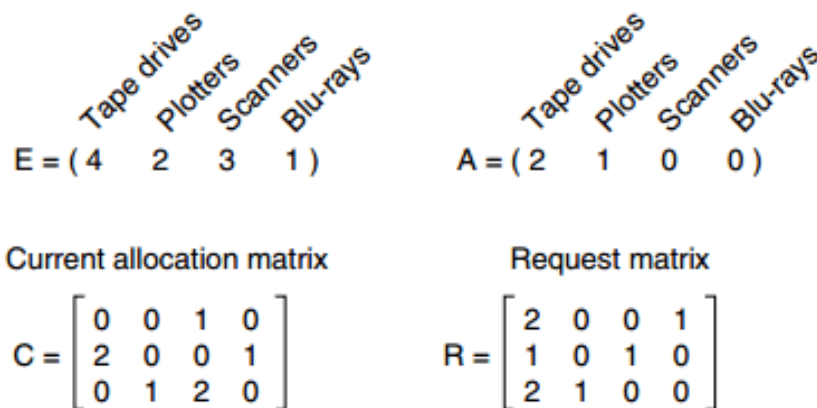 Tape drives Plotters Scanners Blu-rays
E = ( 4 2 3 1 )
Tape drives Plotters Scanners Blu-rays
A = ( 2 1 0 0 )
Current allocation matrix
C = [ 0 0 1 0
2 0 0 1
0 1 2 0 ]
Request matrix
R = [ 2 0 0 1
1 0 1 0
2 1 0 0 ]